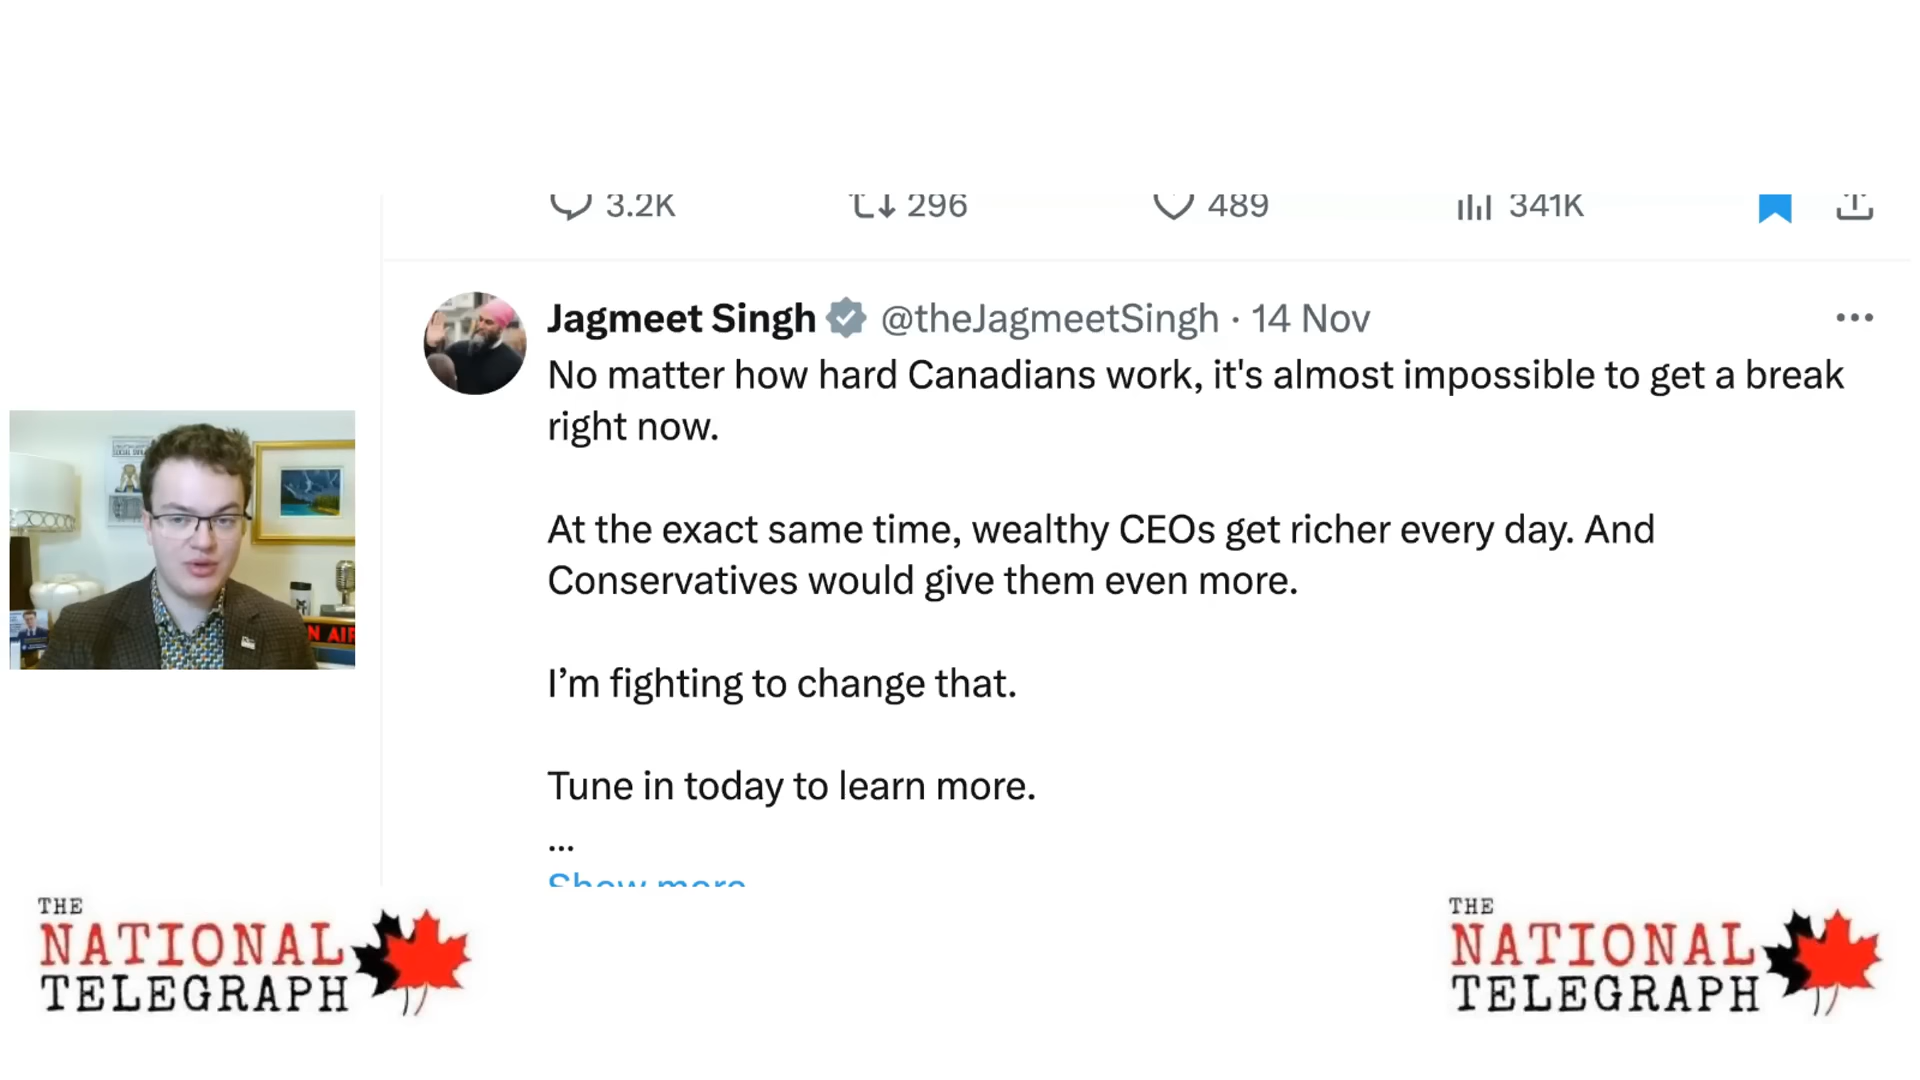 3.2K 296 489 341K
Jagmeet Singh @theJagmeetSingh · 14 Nov
No matter how hard Canadians work, it's almost impossible to get a break
right now.
At the exact same time, wealthy CEOs get richer every day. And
Conservatives would give them even more.
I’m fighting to change that.
Tune in today to learn more.
...
Show more
N AIR
THE
NATIONAL
TELEGRAPH
THE
NATIONAL
TELEGRAPH